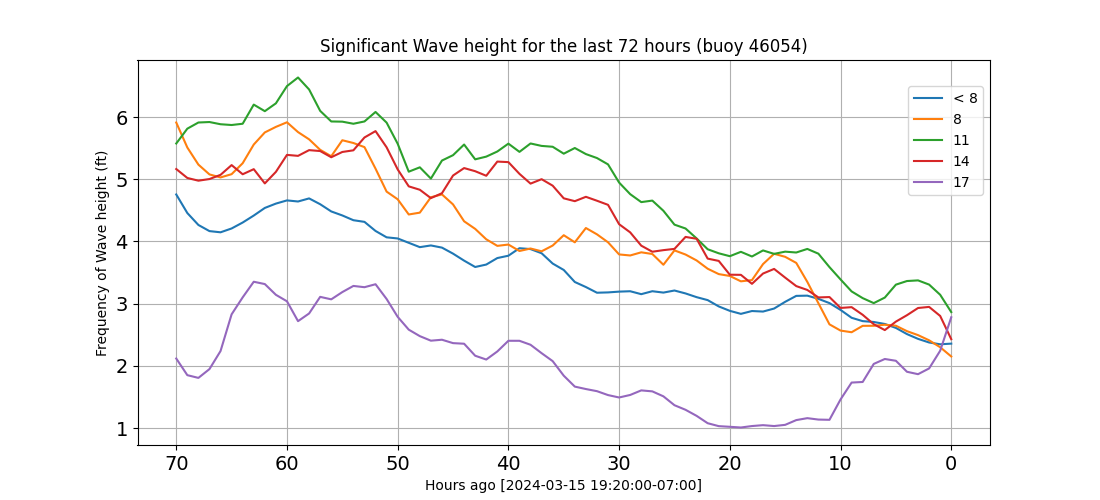 Significant Wave height for the last 72 hours (buoy 46054)
Frequency of Wave height (ft)
6
5
4
3
2
1
< 8
8
11
14
17
70 60 50 40 30 20 10 0
Hours ago [2024-03-15 19:20:00-07:00]